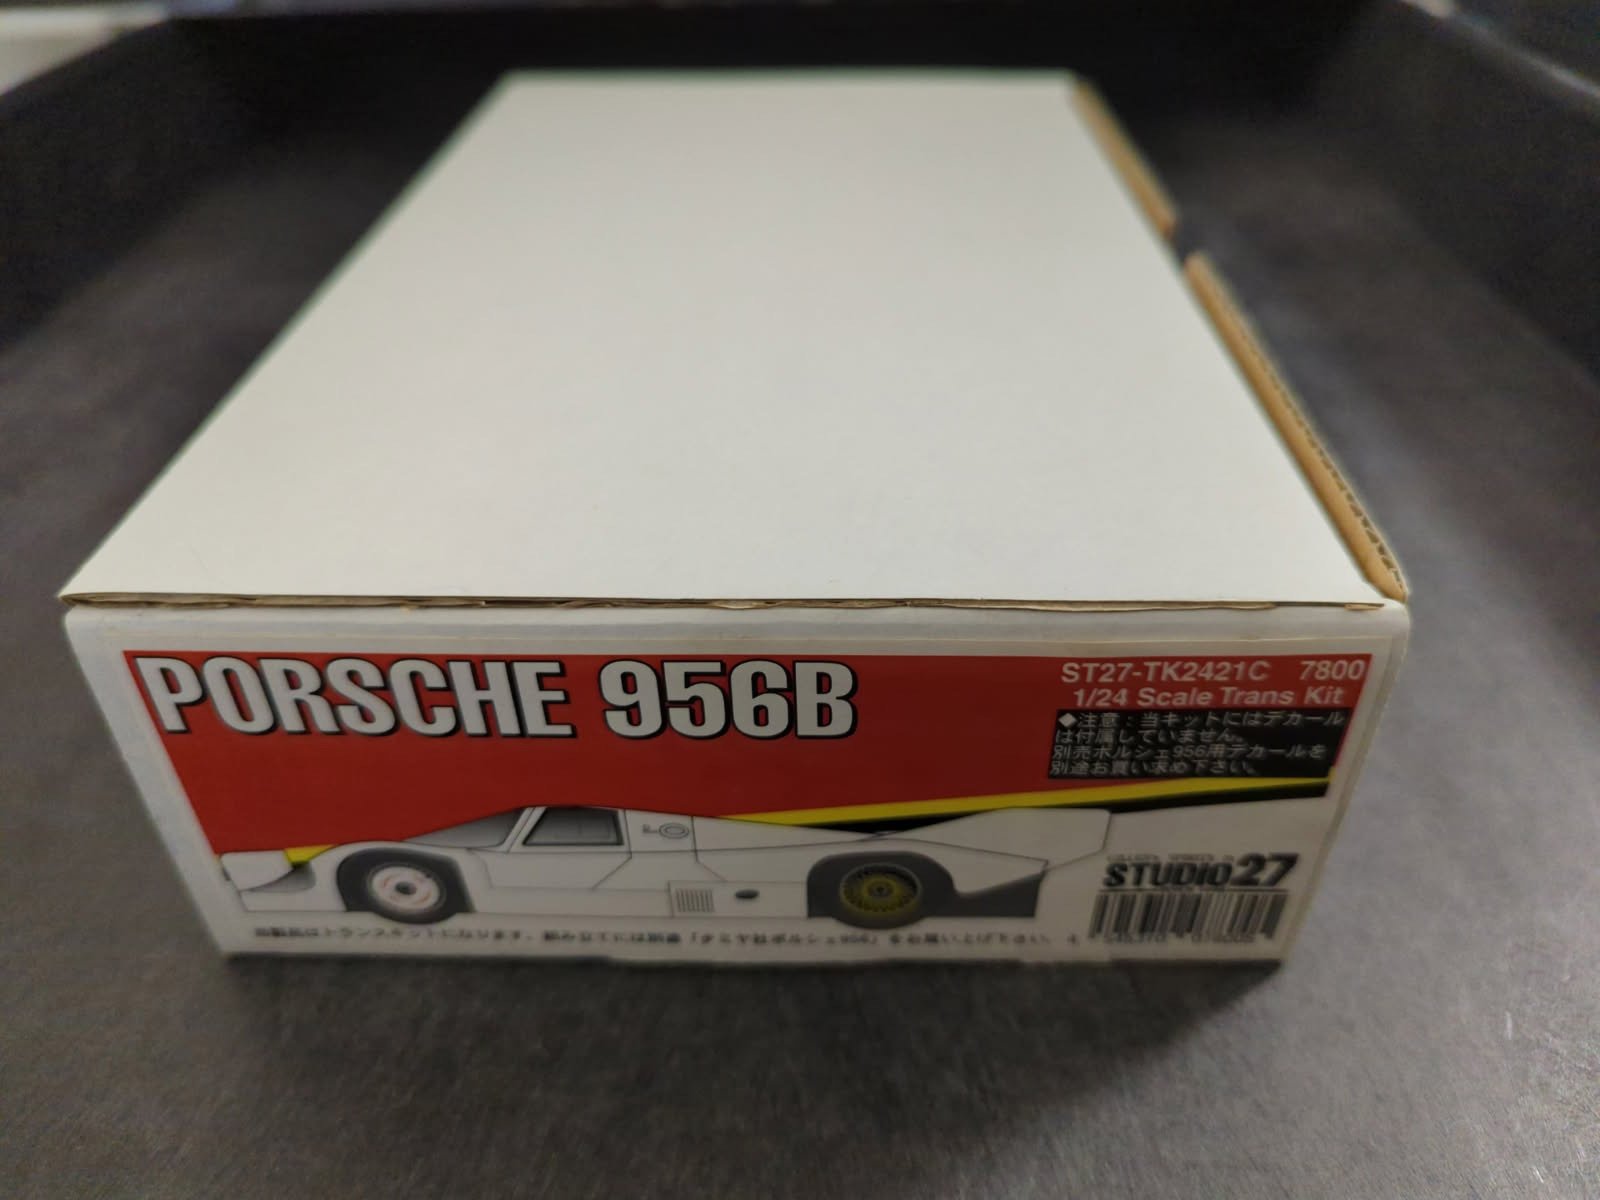 PORSCHE 956B
ST27-TK2421C 7800
1/24 Scale Trans Kit
◆注意：当キットにはデカール
は付属していません。
別売ポルシェ956用デカールを
別途お買い求め下さい。
STUDIO27